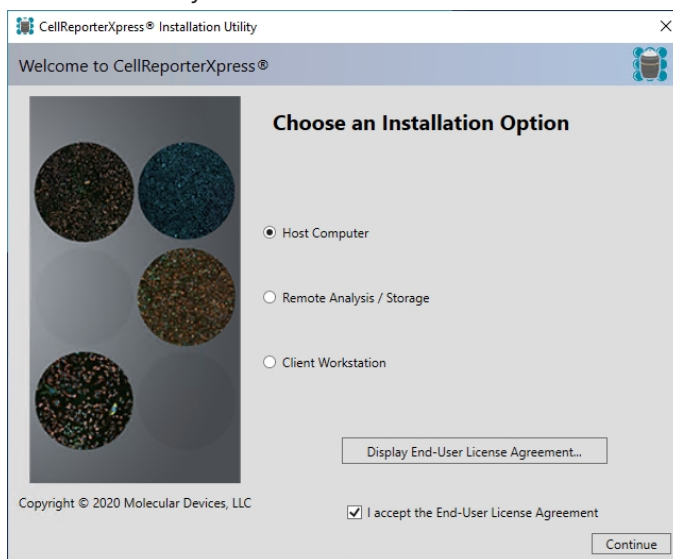 CellReporterXpress® Installation Utility
Welcome to CellReporterXpress®
Choose an Installation Option
Host Computer
Remote Analysis / Storage
Client Workstation
Display End-User License Agreement...
Copyright © 2020 Molecular Devices, LLC
I accept the End-User License Agreement
Continue